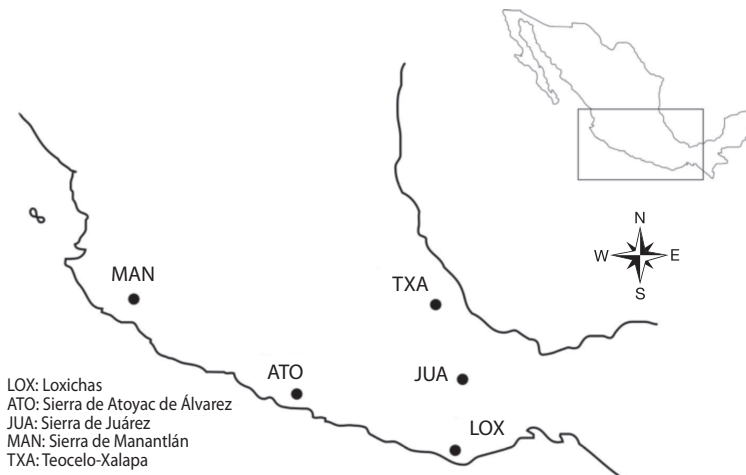 N
W E
S
MAN
TXA
ATO
JUA
LOX
LOX: Loxichas
ATO: Sierra de Atoyac de Álvarez
JUA: Sierra de Juárez
MAN: Sierra de Manantlán
TXA: Teocelo-Xalapa